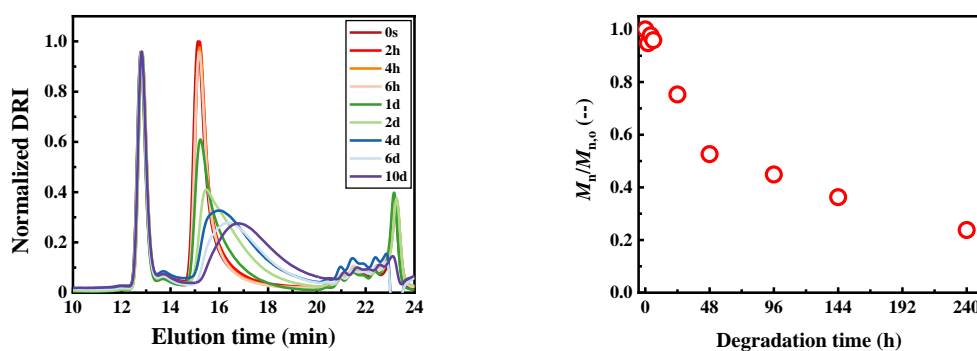 Normalized DRI
1.0
0.8
0.6
0.4
0.2
0
0s
2h
4h
6h
1d
2d
4d
6d
10d
10 12 14 16 18 20 22 24
Elution time (min)
Mn/Mn,o (--)
1.0
0.8
0.6
0.4
0.2
0.0
0 48 96 144 192 240
Degradation time (h)